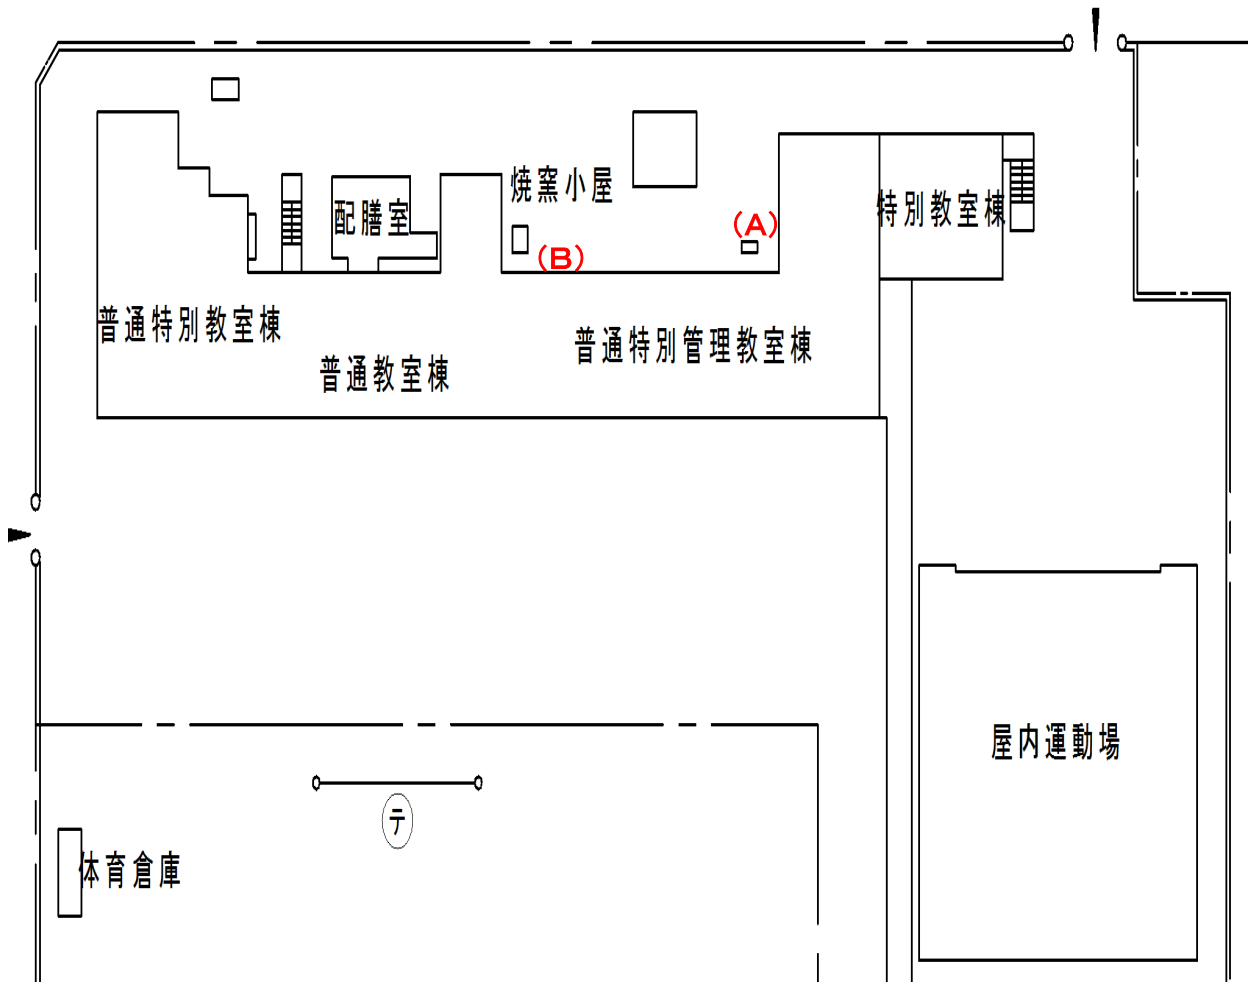 焼窯小屋
配膳室
特別教室棟
(A)
(B)
普通特別教室棟
普通特別管理教室棟
普通教室棟
屋内運動場
テ
体育倉庫